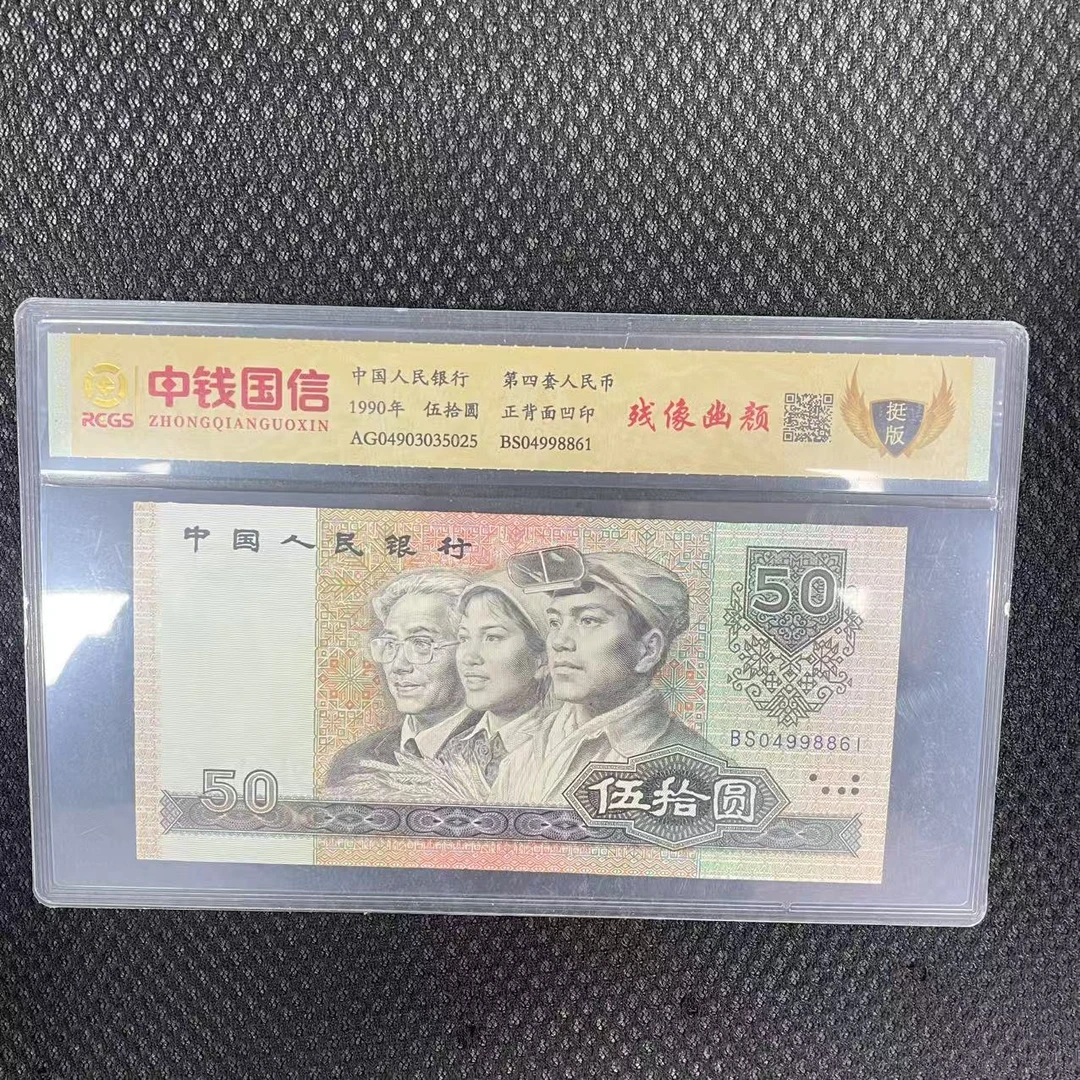 中钱国信
RCGS ZHONGQIANGUOXIN
中国人民银行 第四套人民币
1990年 伍拾圆 正背面凹印
AG04903035025 BS04998861
残像幽颜
挺版
中国人民银行
50
BS04998861
50
伍拾圆